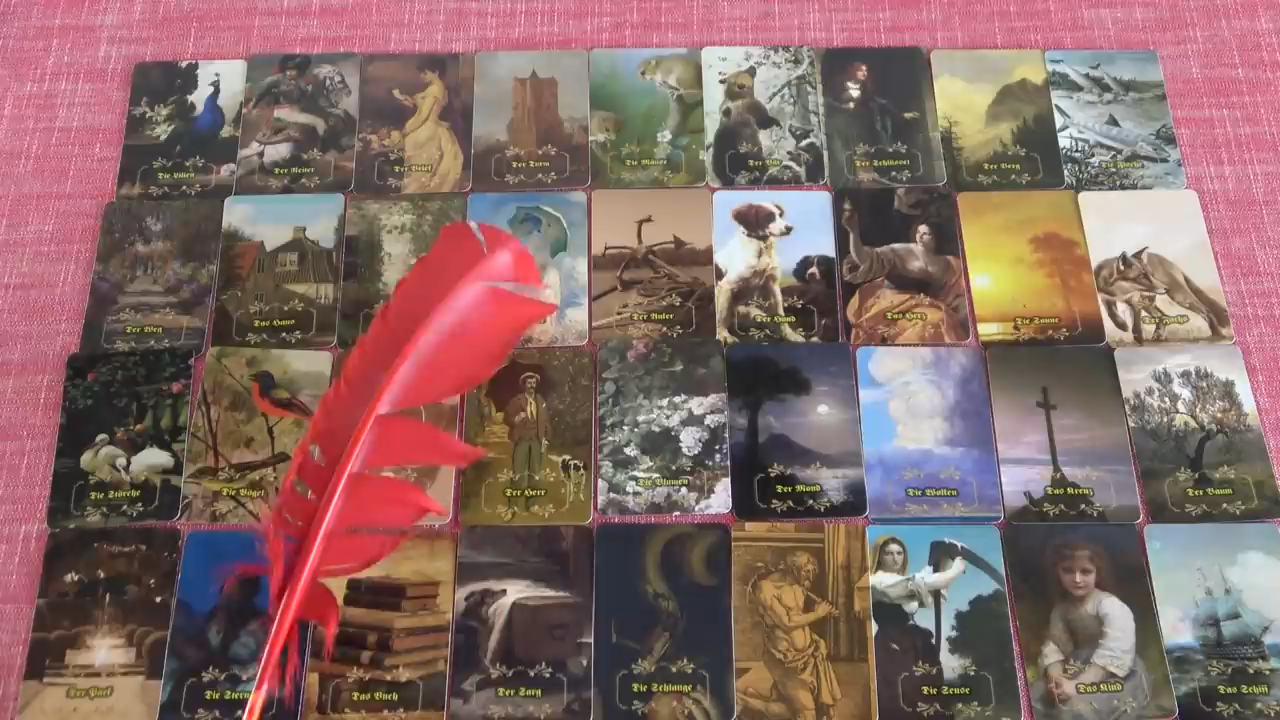 Die Lilien
Der Reiter
Der Brief
Der Turm
Die Mäuse
Der Bär
Der Schlüssel
Der Berg
Die Fische
Der Weg
Das Haus
Der Anker
Der Hund
Das Herz
Die Sonne
Der Fuchs
Die Störche
Die Vögel
Der Herr
Die Blumen
Der Mond
Die Wolken
Das Kreuz
Der Baum
Der Park
Die Stern
Das Buch
Der Sarg
Die Schlange
Die Sense
Das Kind
Das Schiff